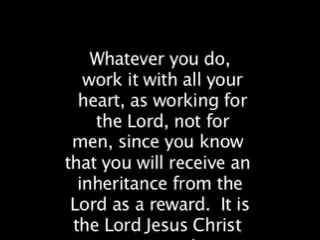 Whatever you do,
work it with all your
heart, as working for
the Lord, not for
men, since you know
that you will receive an
inheritance from the
Lord as a reward.  It is
the Lord Jesus Christ